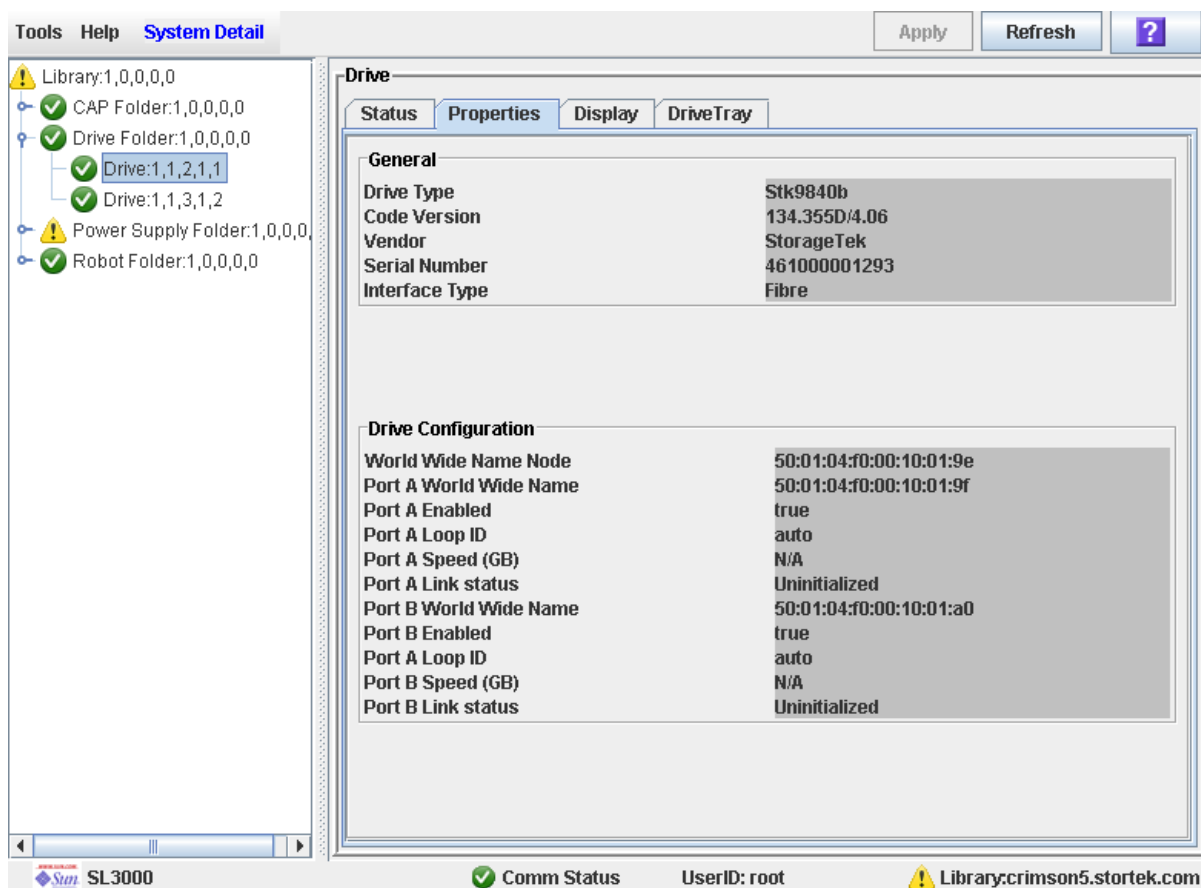 Tools Help System Detail Apply Refresh ?
Library:1,0,0,0,0
CAP Folder:1,0,0,0,0
Drive Folder:1,0,0,0,0
Drive:1,1,2,1,1
Drive:1,1,3,1,2
Power Supply Folder:1,0,0,0,
Robot Folder:1,0,0,0,0
Drive
Status Properties Display DriveTray
General
Drive Type Stk9840b
Code Version 134.355D/4.06
Vendor StorageTek
Serial Number 461000001293
Interface Type Fibre
Drive Configuration
World Wide Name Node 50:01:04:f0:00:10:01:9e
Port A World Wide Name 50:01:04:f0:00:10:01:9f
Port A Enabled true
Port A Loop ID auto
Port A Speed (GB) N/A
Port A Link status Uninitialized
Port B World Wide Name 50:01:04:f0:00:10:01:a0
Port B Enabled true
Port A Loop ID auto
Port B Speed (GB) N/A
Port B Link status Uninitialized
Sun SL3000 Comm Status UserID: root Library:crimson5.stortek.com